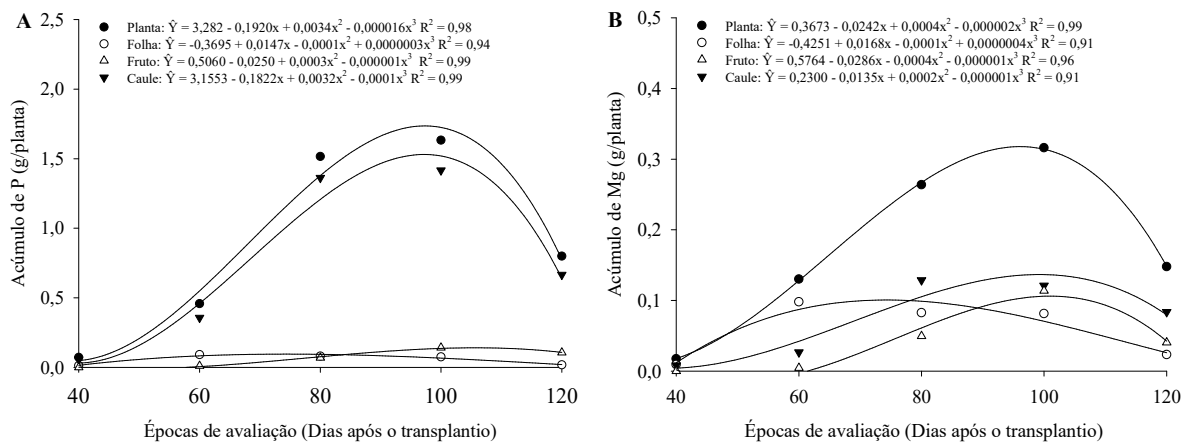 A
2,5
2,0
1,5
1,0
0,5
0,0
Acúmulo de P (g/planta)
● Planta: Ŷ = 3,282 - 0,1920x + 0,0034x² - 0,000016x³ R² = 0,98
○ Folha: Ŷ = -0,3695 + 0,0147x - 0,0001x² + 0,0000003x³ R² = 0,94
△ Fruto: Ŷ = 0,5060 - 0,0250 + 0,0003x² - 0,000001x³ R² = 0,99
▼ Caule: Ŷ = 3,1553 - 0,1822x + 0,0032x² - 0,0001x³ R² = 0,99
40 60 80 100 120
Épocas de avaliação (Dias após o transplantio)
B
0,5
0,4
0,3
0,2
0,1
0,0
Acúmulo de Mg (g/planta)
● Planta: Ŷ = 0,3673 - 0,0242x + 0,0004x² - 0,000002x³ R² = 0,99
○ Folha: Ŷ = -0,4251 + 0,0168x - 0,0001x² + 0,0000004x³ R² = 0,91
△ Fruto: Ŷ = 0,5764 - 0,0286x - 0,0004x² - 0,000001x³ R² = 0,96
▼ Caule: Ŷ = 0,2300 - 0,0135x + 0,0002x² - 0,000001x³ R² = 0,91
40 60 80 100 120
Épocas de avaliação (Dias após o transplantio)